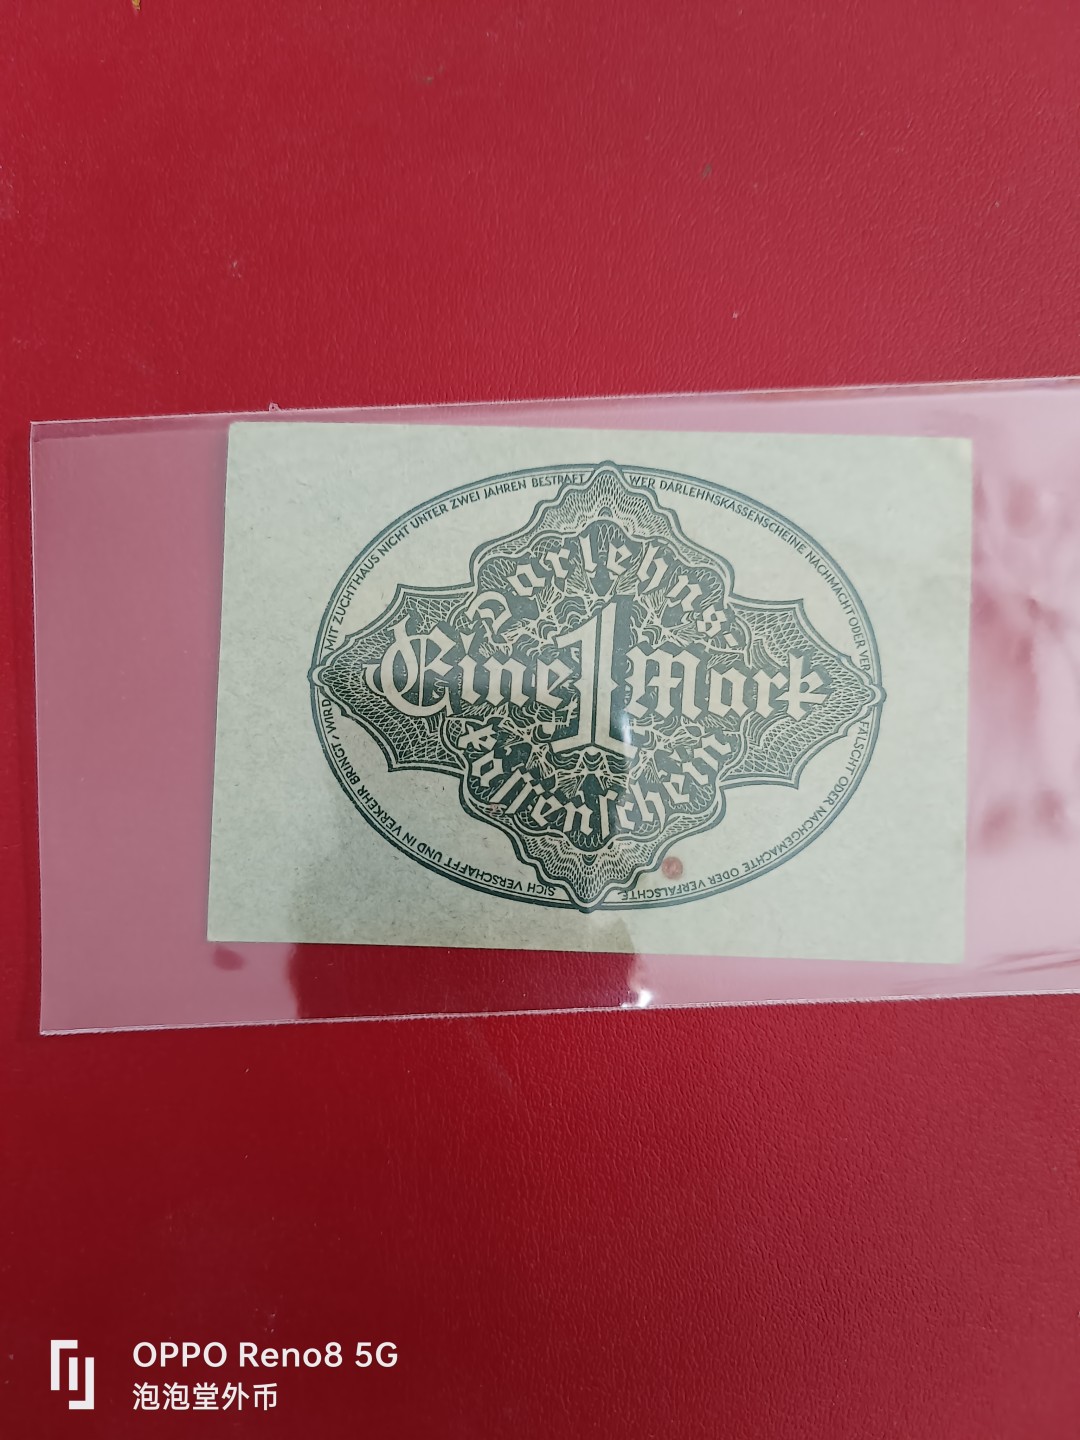 WER DARLEHNSKASSENSCHEINE NACHMACHT ODER VER
FÄLSCHT ODER NACHGEMACHTE ODER VERFÄLSCHTE
SICH VERSCHAFFT UND IN VERKEHR BRINGT / WIRD
MIT ZUCHTHAUS NICHT UNTER ZWEI JAHREN BESTRAFT
Darlehns-
Eine 1 Mark
kassenschein
OPPO Reno8 5G
泡泡堂外币